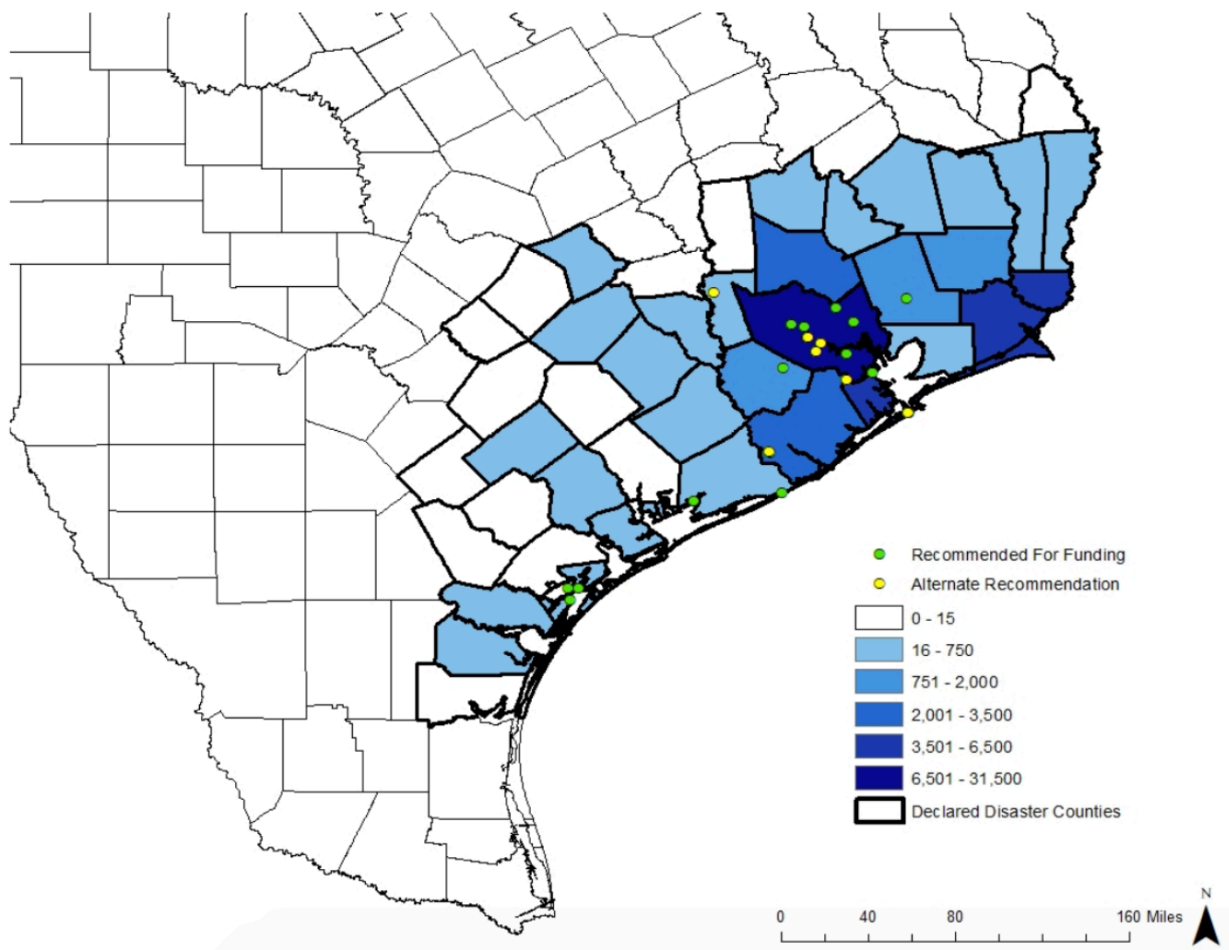 Recommended For Funding
Alternate Recommendation
0 - 15
16 - 750
751 - 2,000
2,001 - 3,500
3,501 - 6,500
6,501 - 31,500
Declared Disaster Counties
N
0 40 80 160 Miles